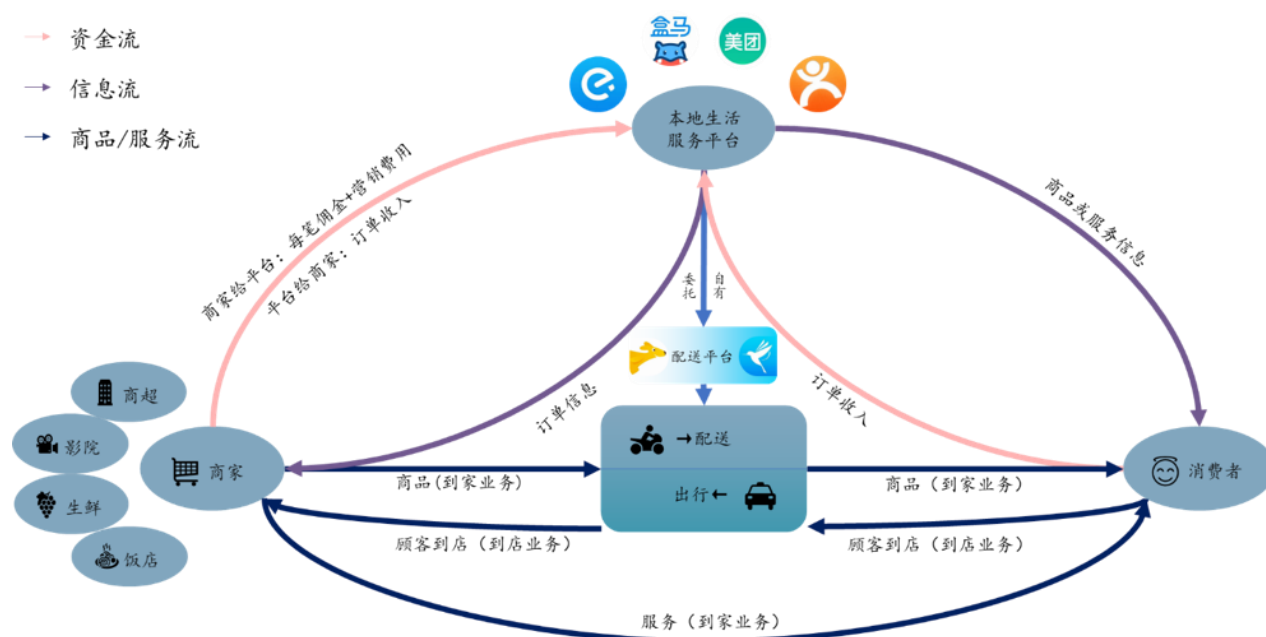 资金流
信息流
商品/服务流
盒马
美团
本地生活
服务平台
商家给平台：每笔佣金+营销费用
平台给商家：订单收入
商品或服务信息
委托
自有
配送平台
订单信息
订单收入
商超
影院
生鲜
饭店
商家
→配送
出行←
消费者
商品(到家业务)
商品（到家业务）
顾客到店（到店业务）
顾客到店（到店业务）
服务（到家业务）